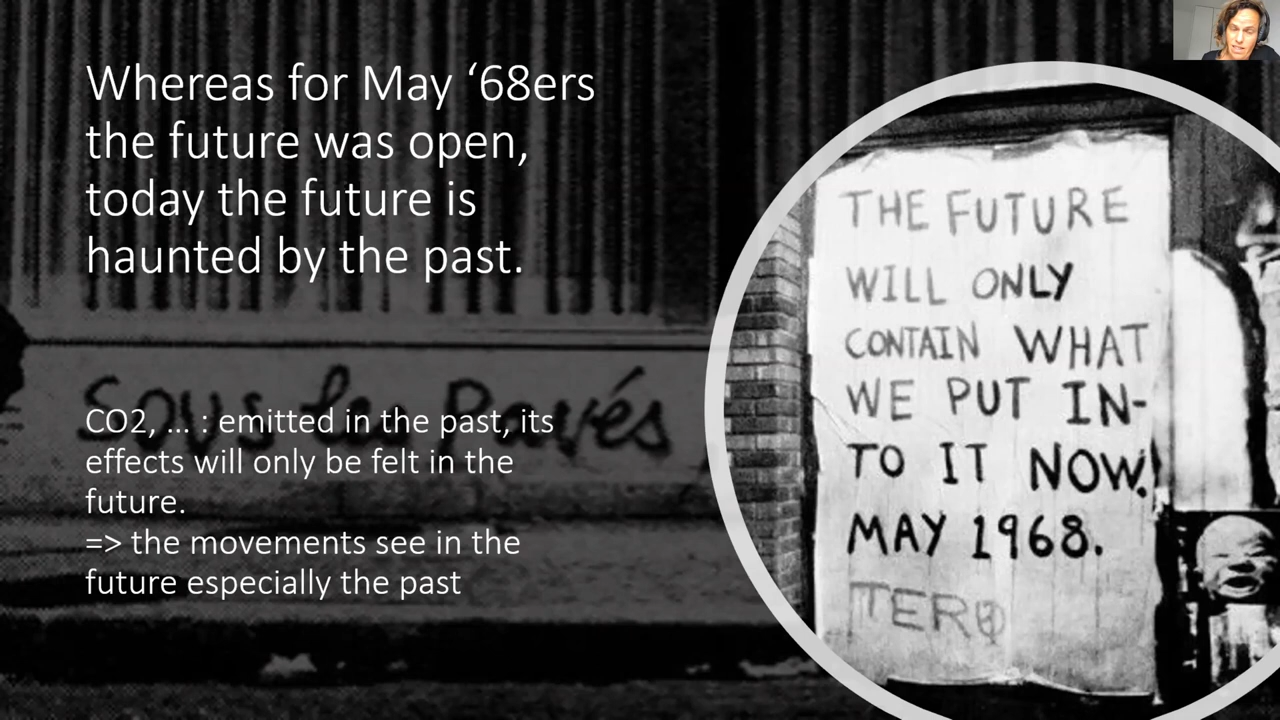 Whereas for May ‘68ers
the future was open,
today the future is
haunted by the past.
Sous les Pavés
CO2, ... : emitted in the past, its
effects will only be felt in the
future.
=> the movements see in the
future especially the past
THE FUTURE
WILL ONLY
CONTAIN WHAT
WE PUT IN-
TO IT NOW!
MAY 1968.